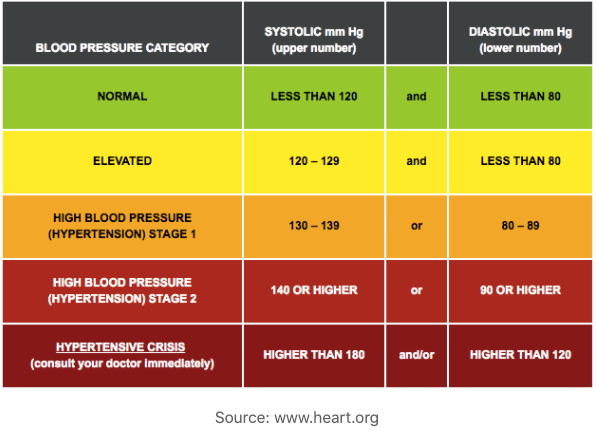 BLOOD PRESSURE CATEGORY
SYSTOLIC mm Hg
(upper number)
DIASTOLIC mm Hg
(lower number)
NORMAL
LESS THAN 120
and
LESS THAN 80
ELEVATED
120 – 129
and
LESS THAN 80
HIGH BLOOD PRESSURE
(HYPERTENSION) STAGE 1
130 – 139
or
80 – 89
HIGH BLOOD PRESSURE
(HYPERTENSION) STAGE 2
140 OR HIGHER
or
90 OR HIGHER
HYPERTENSIVE CRISIS
(consult your doctor immediately)
HIGHER THAN 180
and/or
HIGHER THAN 120
Source: www.heart.org